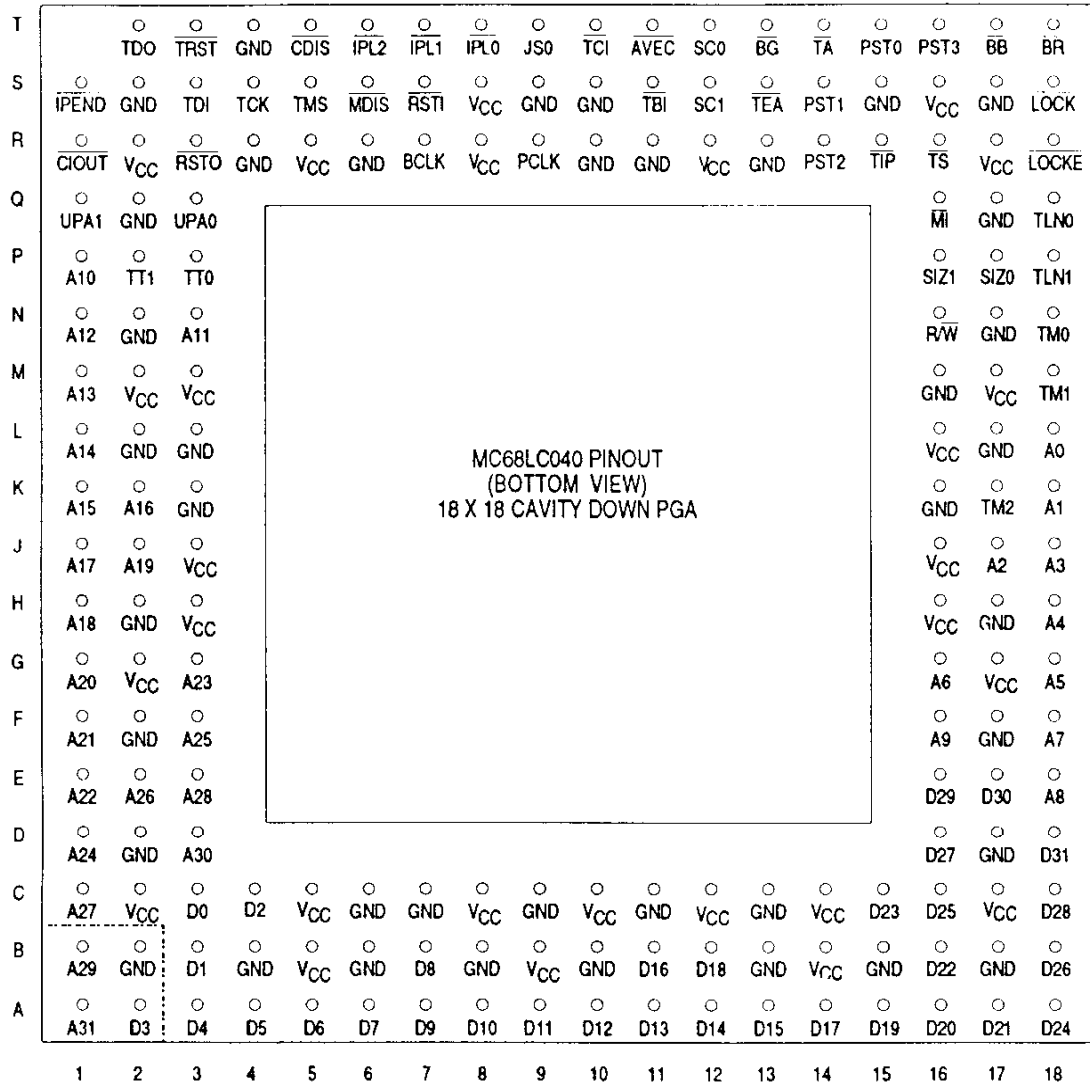 T
TDO TRST GND CDIS IPL2 IPL1 IPL0 JS0 TCI AVEC SC0 BG TA PST0 PST3 BB BR
S
IPEND GND TDI TCK TMS MDIS RSTI VCC GND GND TBI SC1 TEA PST1 GND VCC GND LOCK
R
CIOUT VCC RSTO GND VCC GND BCLK VCC PCLK GND GND VCC GND PST2 TIP TS VCC LOCKE
Q
UPA1 GND UPA0 MI GND TLN0
P
A10 TT1 TT0 SIZ1 SIZ0 TLN1
N
A12 GND A11 R/W GND TM0
M
A13 VCC VCC GND VCC TM1
L
A14 GND GND VCC GND A0
MC68LC040 PINOUT
(BOTTOM VIEW)
18 X 18 CAVITY DOWN PGA
K
A15 A16 GND GND TM2 A1
J
A17 A19 VCC VCC A2 A3
H
A18 GND VCC VCC GND A4
G
A20 VCC A23 A6 VCC A5
F
A21 GND A25 A9 GND A7
E
A22 A26 A28 D29 D30 A8
D
A24 GND A30 D27 GND D31
C
A27 VCC D0 D2 VCC GND GND VCC GND VCC GND VCC GND VCC D23 D25 VCC D28
B
A29 GND D1 GND VCC GND D8 GND VCC GND D16 D18 GND VCC GND D22 GND D26
A
A31 D3 D4 D5 D6 D7 D9 D10 D11 D12 D13 D14 D15 D17 D19 D20 D21 D24
1 2 3 4 5 6 7 8 9 10 11 12 13 14 15 16 17 18